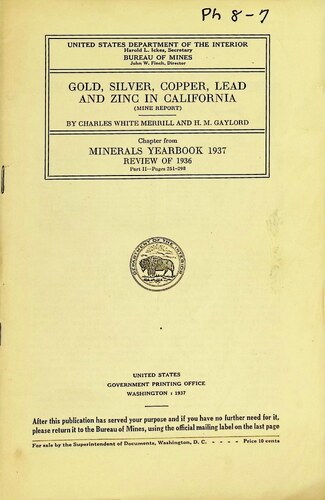 Ph 8-7
UNITED STATES DEPARTMENT OF THE INTERIOR
Harold L. Ickes, Secretary
BUREAU OF MINES
John W. Finch, Director
GOLD, SILVER, COPPER, LEAD
AND ZINC IN CALIFORNIA
(MINE REPORT)
BY CHARLES WHITE MERRILL AND H. M. GAYLORD
Chapter from
MINERALS YEARBOOK 1937
REVIEW OF 1936
Part II—Pages 251-288
DEPARTMENT OF THE INTERIOR
UNITED STATES
GOVERNMENT PRINTING OFFICE
WASHINGTON : 1937
After this publication has served your purpose and if you have no further need for it,
please return it to the Bureau of Mines, using the official mailing label on the last page
For sale by the Superintendent of Documents, Washington, D. C. - - - - Price 10 cents